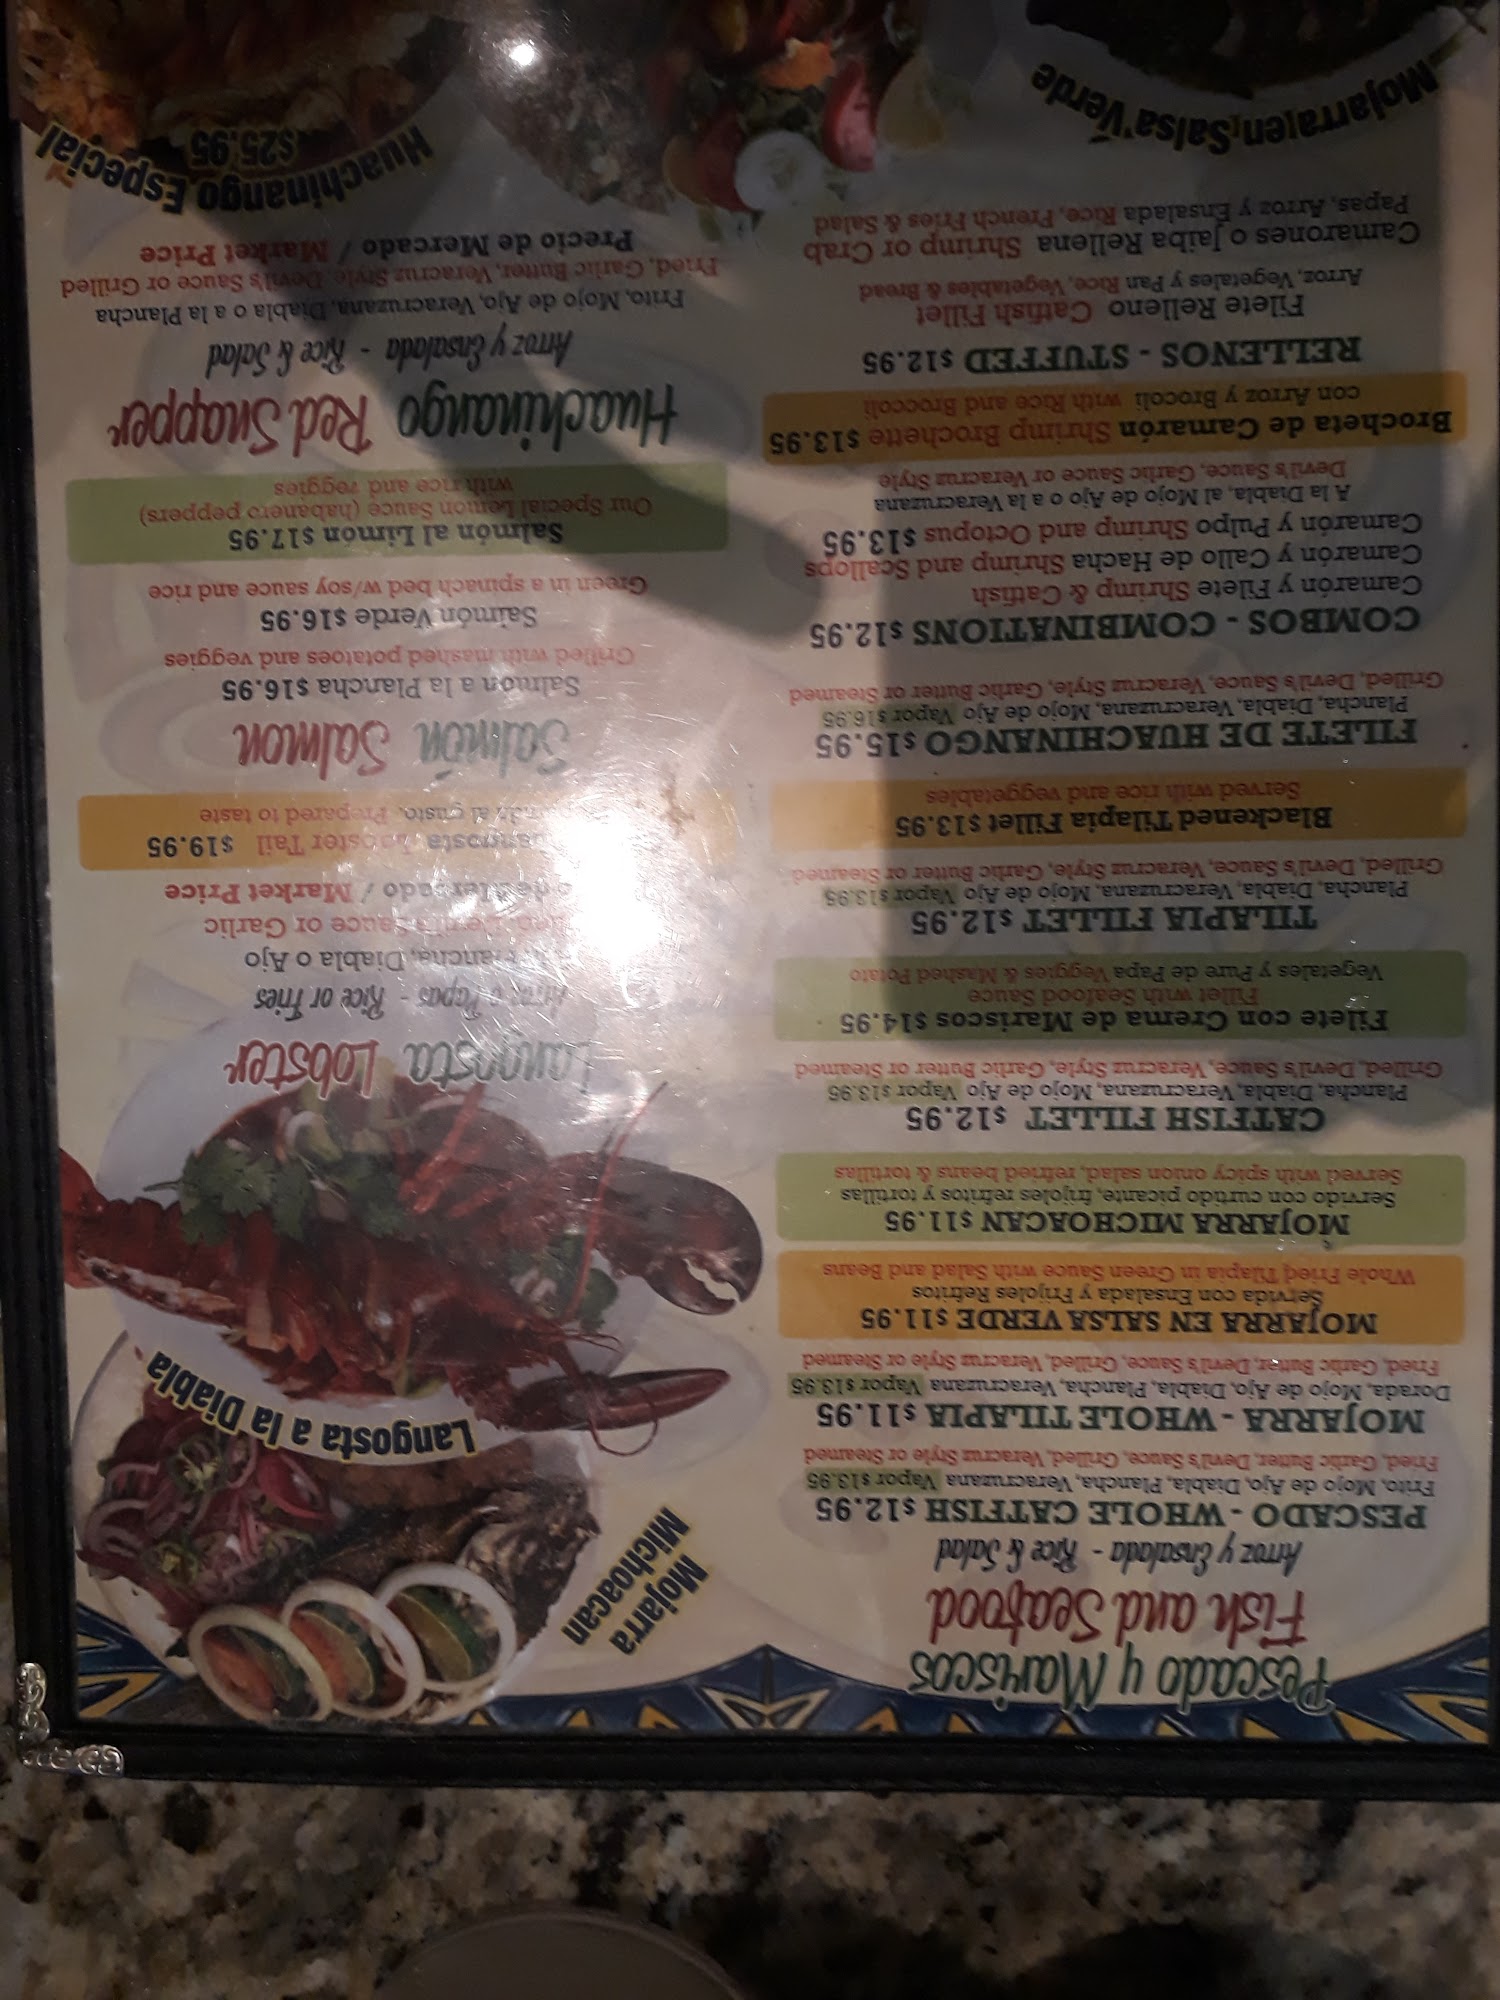 Pescado y Mariscos
Fish and Seafood
Arroz y Ensalada - Rice & Salad
PESCADO - WHOLE CATFISH $12.95
Frito, Mojo de Ajo, Diabla, Plancha, Veracruzana Vapor $13.95
Fried, Garlic Butter, Devil's Sauce, Grilled, Veracruz Style or Steamed
MOJARRA - WHOLE TILAPIA $11.95
Dorada, Mojo de Ajo, Diabla, Plancha, Veracruzana Vapor $13.95
Fried, Garlic Butter, Devil's Sauce, Grilled, Veracruz Style or Steamed
MOJARRA EN SALSA VERDE $11.95
Servida con Ensalada y Frijoles Refritos
Whole Fried Tilapia in Green Sauce with Salad and Beans
MOJARRA MICHOACAN $11.95
Servido con curtido picante, frijoles refritos y tortillas
Served with spicy onion salad, refried beans & tortillas
CATFISH FILLET $12.95
Plancha, Diabla, Veracruzana, Mojo de Ajo Vapor $13.95
Grilled, Devil's Sauce, Veracruz Style, Garlic Butter or Steamed
Filete con Crema de Mariscos $14.95
Fillet with Seafood Sauce
Vegetales y Pure de Papa Veggies & Mashed Potato
TILAPIA FILLET $12.95
Plancha, Diabla, Veracruzana, Mojo de Ajo Vapor $13.95
Grilled, Devil's Sauce, Veracruz Style, Garlic Butter or Steamed
Blackened Tilapia Fillet $13.95
Served with rice and veggetables
FILETE DE HUACHINANGO $15.95
Plancha, Diabla, Veracruzana, Mojo de Ajo Vapor $16.95
Grilled, Devil's Sauce, Veracruz Style, Garlic Butter or Steamed
COMBOS - COMBINATIONS $12.95
Camarón y Filete Shrimp & Catfish
Camarón y Callo de Hacha Shrimp and Scallops
Camarón y Pulpo Shrimp and Octopus $13.95
A la Diabla, al Mojo de Ajo o a la Veracruzana
Devil's Sauce, Garlic Sauce or Veracruz Style
Brocheta de Camarón Shrimp Brochette $13.95
con Arroz y Brocoli with Rice and Broccoli
RELLENOS - STUFFED $12.95
Filete Relleno Catfish Fillet
Arroz, Vegetales y Pan Rice, Vegetables & Bread
Camarones o Jaiba Rellena Shrimp or Crab
Papas, Arroz y Ensalada Rice, French Fries & Salad
Mojarra en Salsa Verde
Mojarra
Michoacan
Langosta a la Diabla
Langosta Lobster
Arroz o Papas - Rice or Fries
Plancha, Diabla o Ajo
Sauce or Garlic
Mercado / Market Price
Langosta Lobster Tail $19.95
al gusto. Prepared to taste
Salmón Salmon
Salmon a la Plancha $16.95
Grilled with mashed potatoes and veggies
Salmón Verde $16.95
Green in a spinach bed w/soy sauce and rice
Salmón al Limón $17.95
Our Special Lemon Sauce (habanero peppers)
with rice and veggies
Huachinango Red Snapper
Arroz y Ensalada - Rice & Salad
Frito, Mojo de Ajo, Veracruzana, Diabla o a la Plancha
Fried, Garlic Butter, Veracruz Style, Devil's Sauce or Grilled
Precio de Mercado / Market Price
Huachinango Especial
$25.95